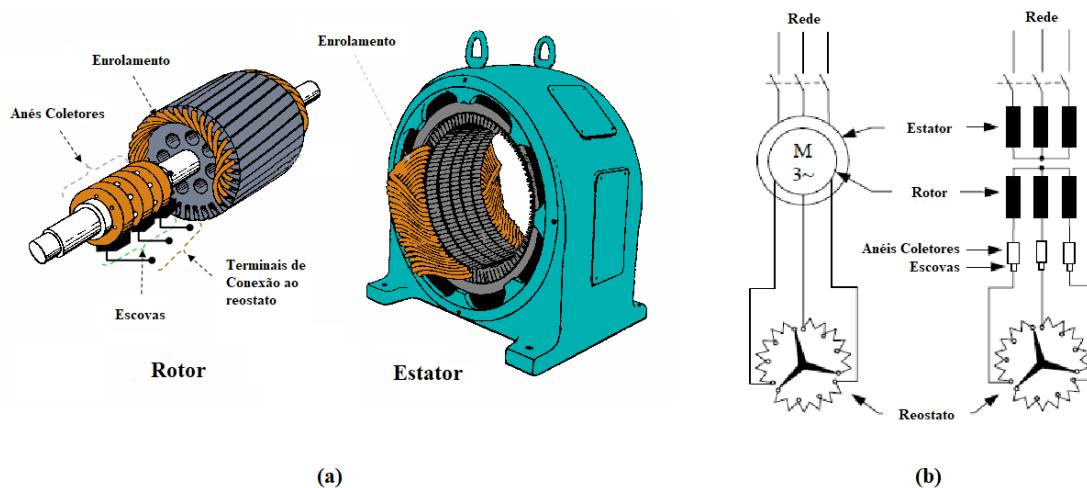 Enrolamento
Anés Coletores
Escovas
Terminais de
Conexão ao
reostato
Rotor
Enrolamento
Estator
(a)
Rede
Rede
M
3~
Estator
Rotor
Anéis Coletores
Escovas
Reostato
(b)